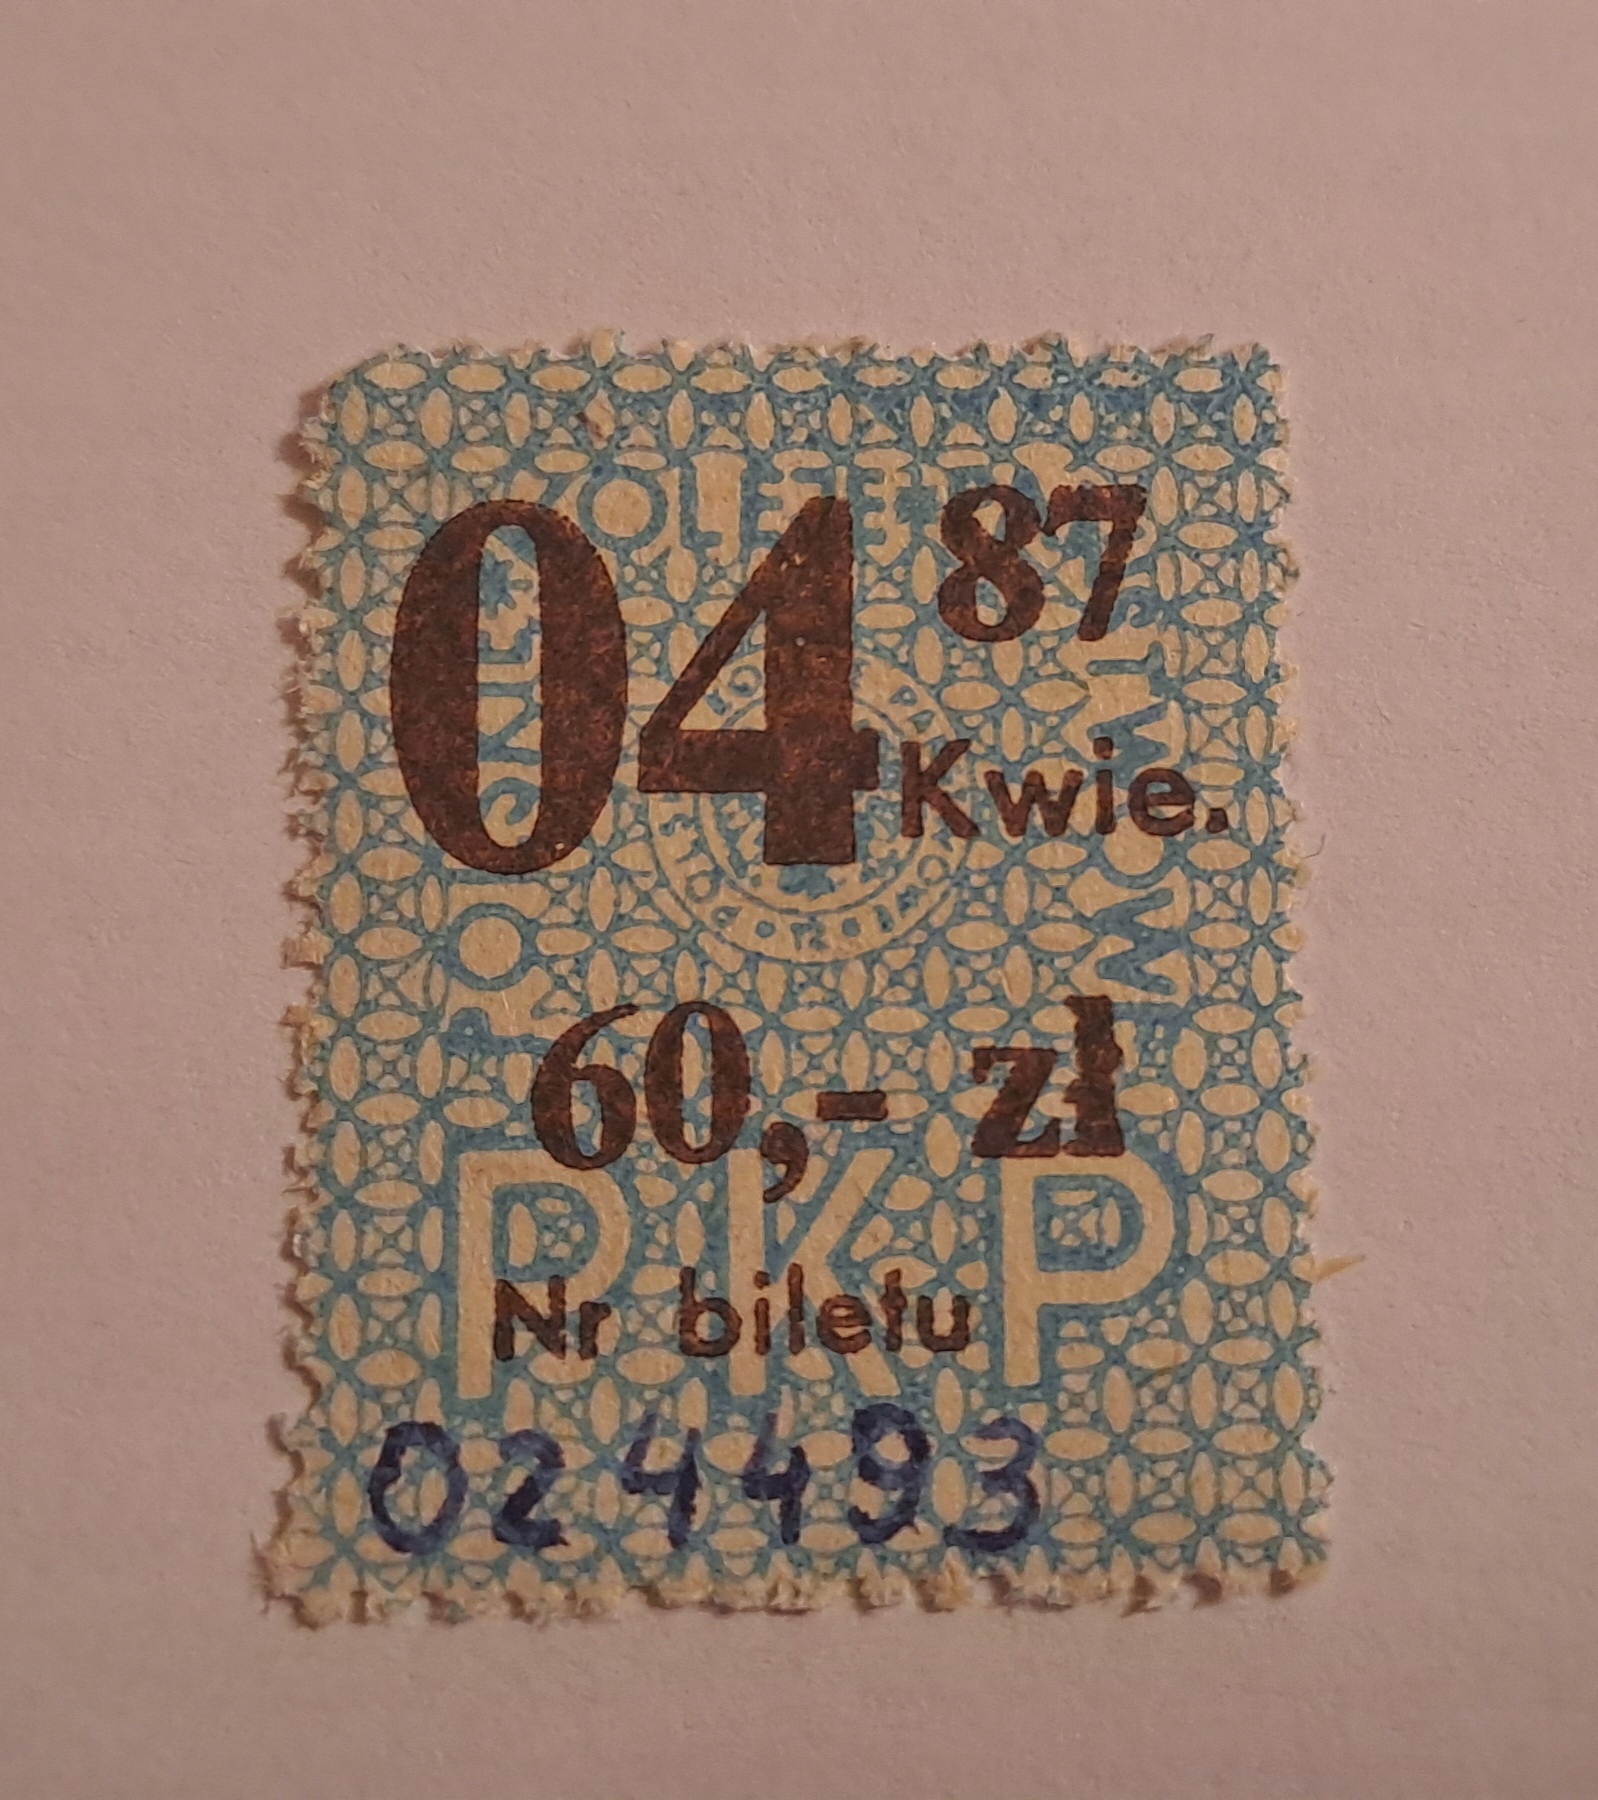 04 87
Kwie.
60,- zł
PKP
Nr biletu
024493